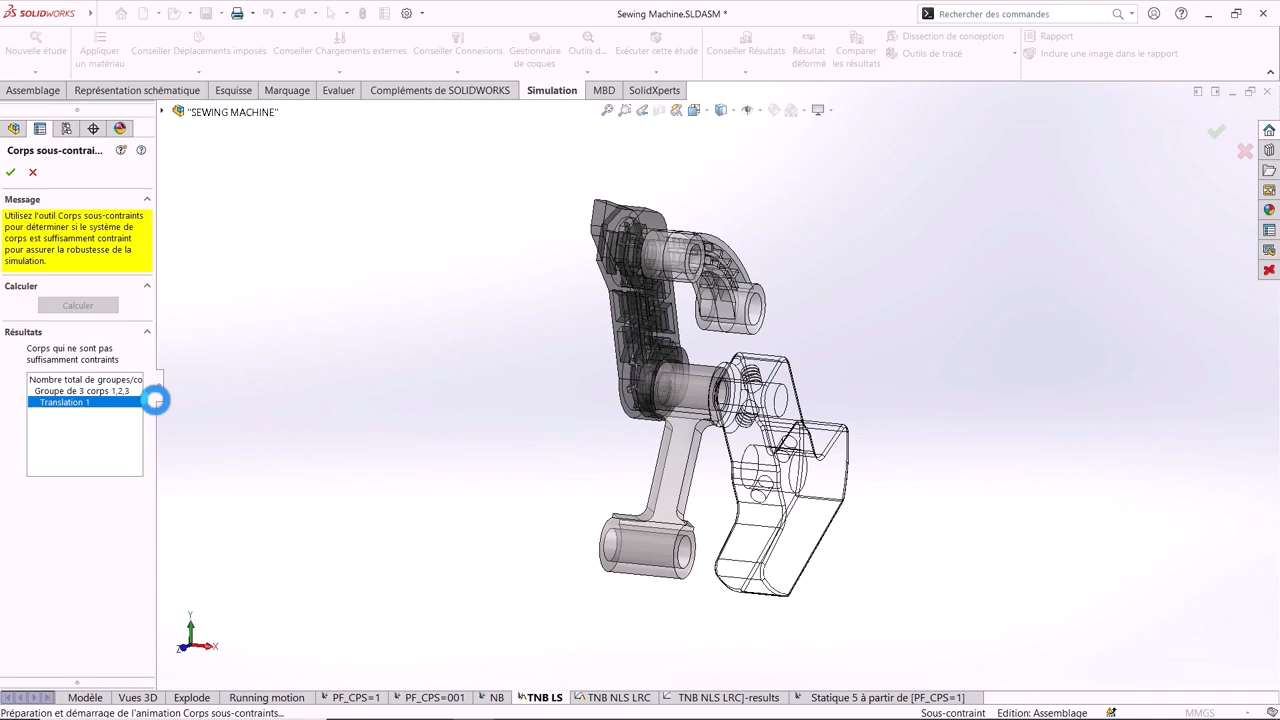 SOLIDWORKS
Sewing Machine.SLDASM *
Rechercher des commandes
Nouvelle étude
Appliquer
un matériau
Conseiller Déplacements imposés
Conseiller Chargements externes
Conseiller Connexions
Gestionnaire
de coques
Outils d...
Exécuter cette étude
Conseiller Résultats
Résultat
déformé
Comparer
les résultats
Dissection de conception
Outils de tracé
Rapport
Inclure une image dans le rapport
Assemblage
Représentation schématique
Esquisse
Marquage
Evaluer
Compléments de SOLIDWORKS
Simulation
MBD
SolidXperts
"SEWING MACHINE"
Corps sous-contrai...
Message
Utilisez l'outil Corps sous-contraints
pour déterminer si le système de
corps est suffisamment contraint
pour assurer la robustesse de la
simulation.
Calculer
Calculer
Résultats
Corps qui ne sont pas
suffisamment contraints
Nombre total de groupes/co
Groupe de 3 corps 1,2,3
Translation 1
Y
X
Z
Modèle
Vues 3D
Explode
Running motion
PF_CPS=1
PF_CPS=001
NB
TNB LS
TNB NLS LRC
TNB NLS LRC]-results
Statique 5 à partir de [PF_CPS=1]
Préparation et démarrage de l'animation Corps sous-contraints...
Sous-contraint
Edition: Assemblage
MMGS